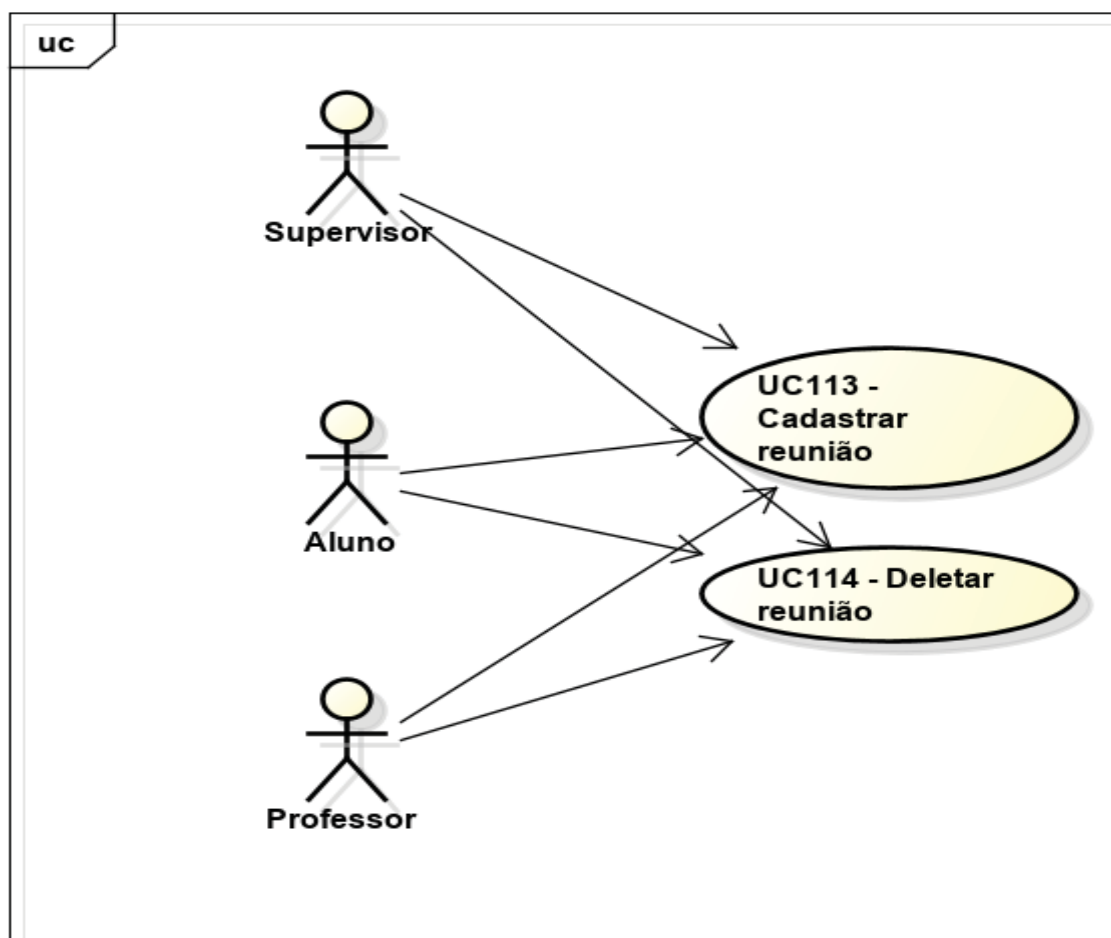 uc
Supervisor
UC113 -
Cadastrar
reunião
Aluno
UC114 - Deletar
reunião
Professor